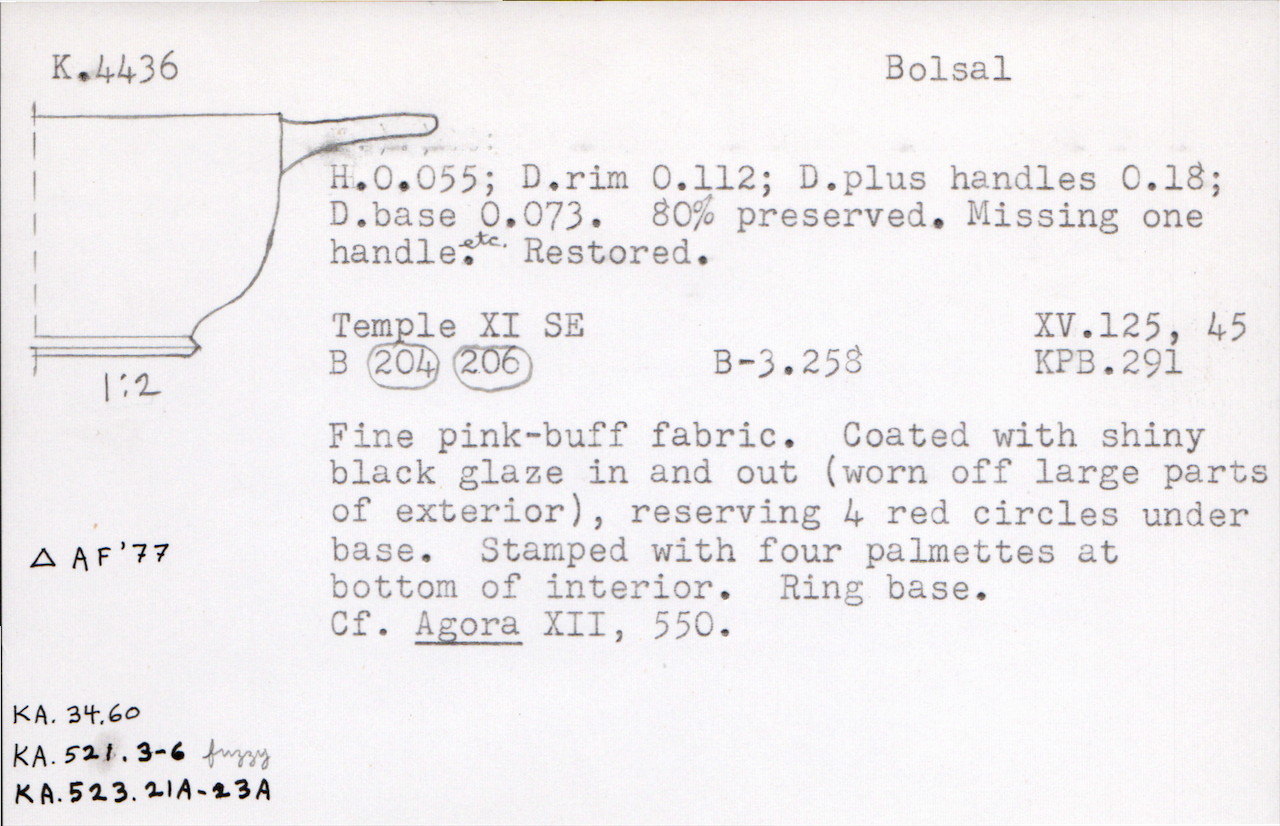 K.4436
Bolsal
H.0.055; D.rim 0.112; D.plus handles 0.18;
D.base 0.073. 80% preserved. Missing one
handle. etc. Restored.
Temple XI SE XV.125, 45
B 204 206 B-3.258 KPB.291
1:2
Fine pink-buff fabric. Coated with shiny
black glaze in and out (worn off large parts
of exterior), reserving 4 red circles under
base. Stamped with four palmettes at
bottom of interior. Ring base.
Cf. Agora XII, 550.
△ AF '77
KA. 34.60
KA. 521. 3-6 fuzzy
KA. 523. 21A-23A